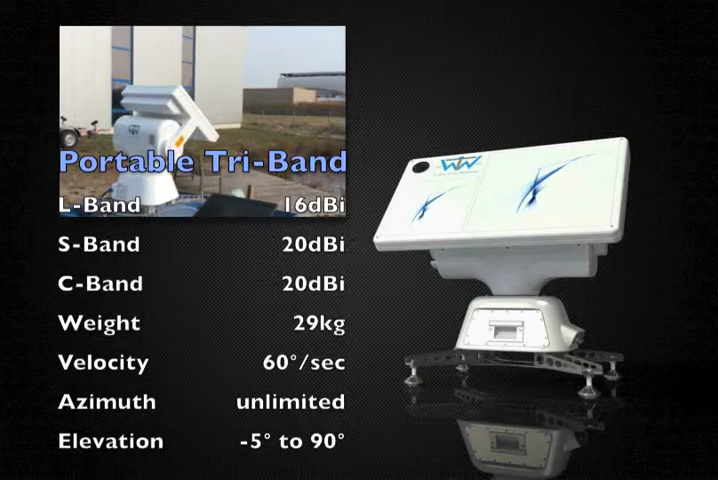 Portable Tri-Band
L-Band 16dBi
S-Band 20dBi
C-Band 20dBi
Weight 29kg
Velocity 60°/sec
Azimuth unlimited
Elevation -5° to 90°